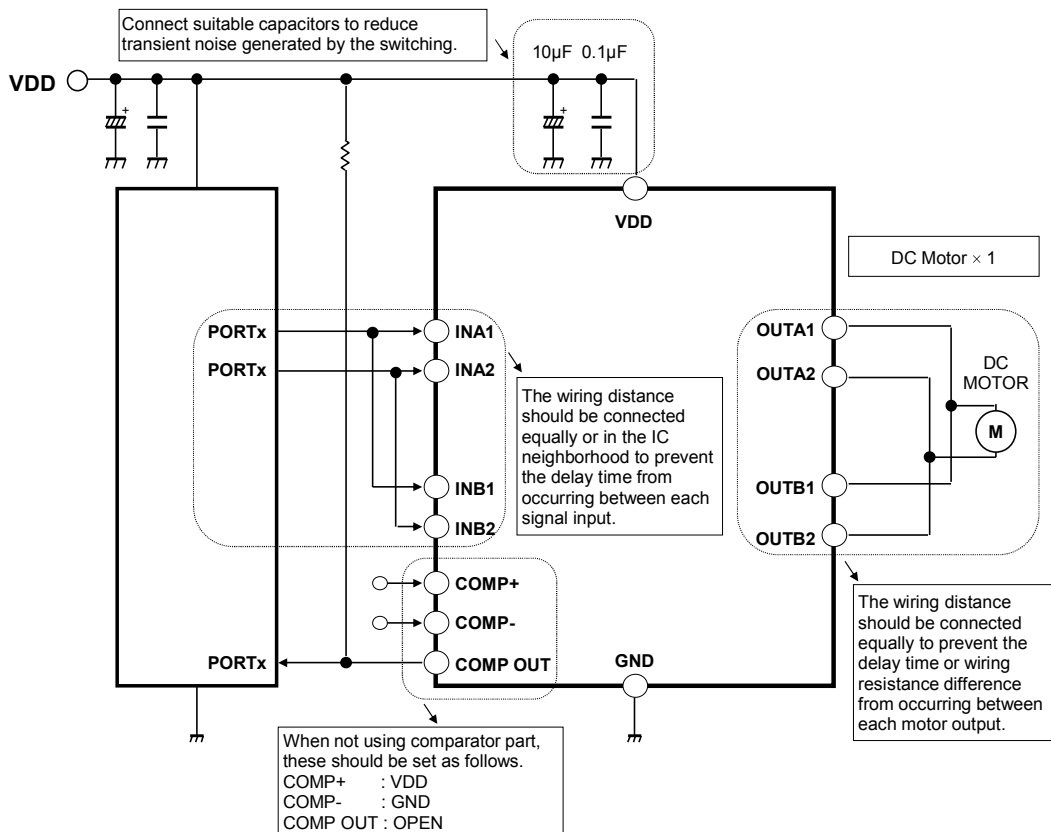 Connect suitable capacitors to reduce
transient noise generated by the switching.
10µF 0.1µF
VDD
+
+
VDD
DC Motor × 1
PORTx
INA1
OUTA1
PORTx
INA2
OUTA2
DC
MOTOR
M
The wiring distance
should be connected
equally or in the IC
neighborhood to prevent
the delay time from
occurring between each
signal input.
INB1
OUTB1
INB2
OUTB2
COMP+
COMP-
PORTx
COMP OUT
GND
The wiring distance
should be connected
equally to prevent the
delay time or wiring
resistance difference
from occurring between
each motor output.
When not using comparator part,
these should be set as follows.
COMP+ : VDD
COMP- : GND
COMP OUT : OPEN